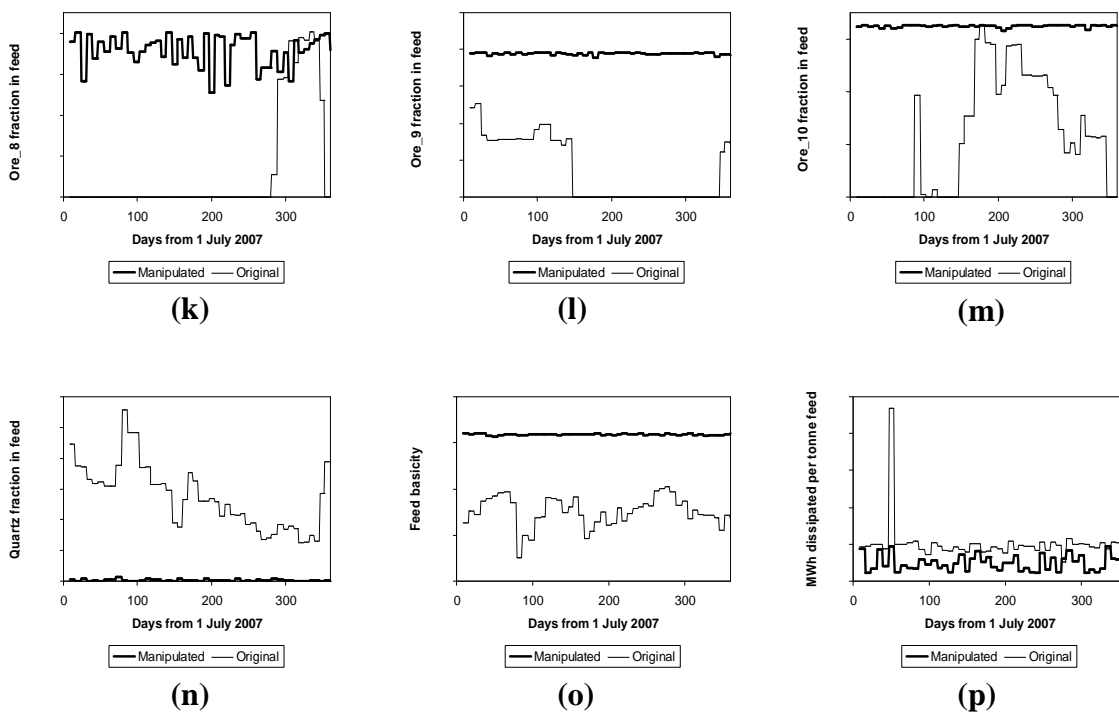 Ore_8 fraction in feed
0 100 200 300
Days from 1 July 2007
Manipulated Original
(k)
Ore_9 fraction in feed
0 100 200 300
Days from 1 July 2007
Manipulated Original
(l)
Ore_10 fraction in feed
0 100 200 300
Days from 1 July 2007
Manipulated Original
(m)
Quartz fraction in feed
0 100 200 300
Days from 1 July 2007
Manipulated Original
(n)
Feed basicity
0 100 200 300
Days from 1 July 2007
Manipulated Original
(o)
MWh dissipated per tonne feed
0 100 200 300
Days from 1 July 2007
Manipulated Original
(p)